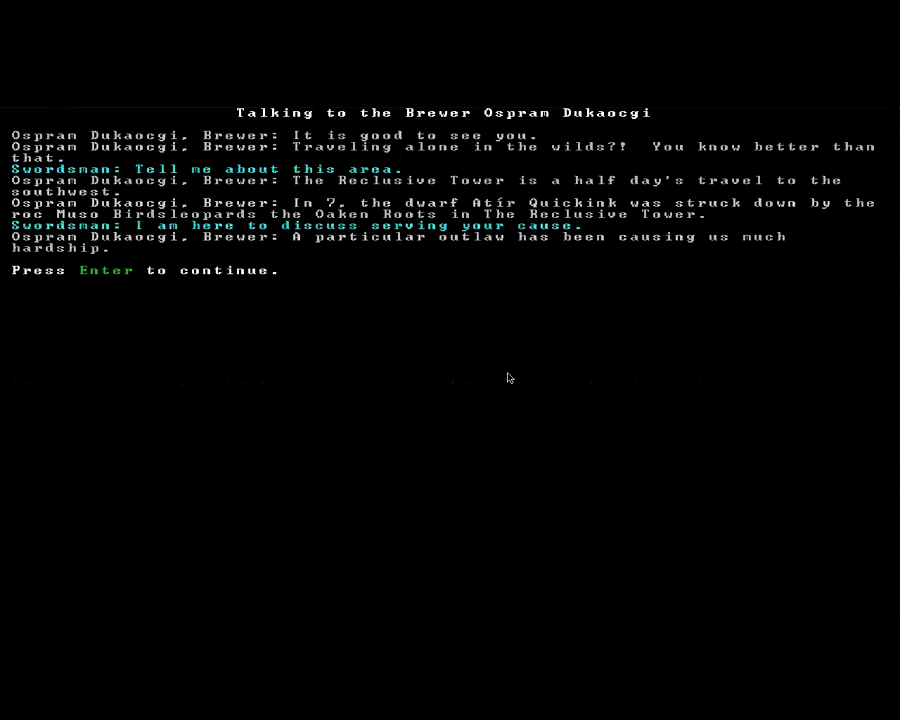 Talking to the Brewer Ospram Dukaocgi
Ospram Dukaocgi, Brewer: It is good to see you.
Ospram Dukaocgi, Brewer: Traveling alone in the wilds?!  You know better than
that.
Swordsman: Tell me about this area.
Ospram Dukaocgi, Brewer: The Reclusive Tower is a half day's travel to the
southwest.
Ospram Dukaocgi, Brewer: In 7, the dwarf Atír Quickink was struck down by the
roc Muso Birdsleopards the Oaken Roots in The Reclusive Tower.
Swordsman: I am here to discuss serving your cause.
Ospram Dukaocgi, Brewer: A particular outlaw has been causing us much
hardship.
Press Enter to continue.